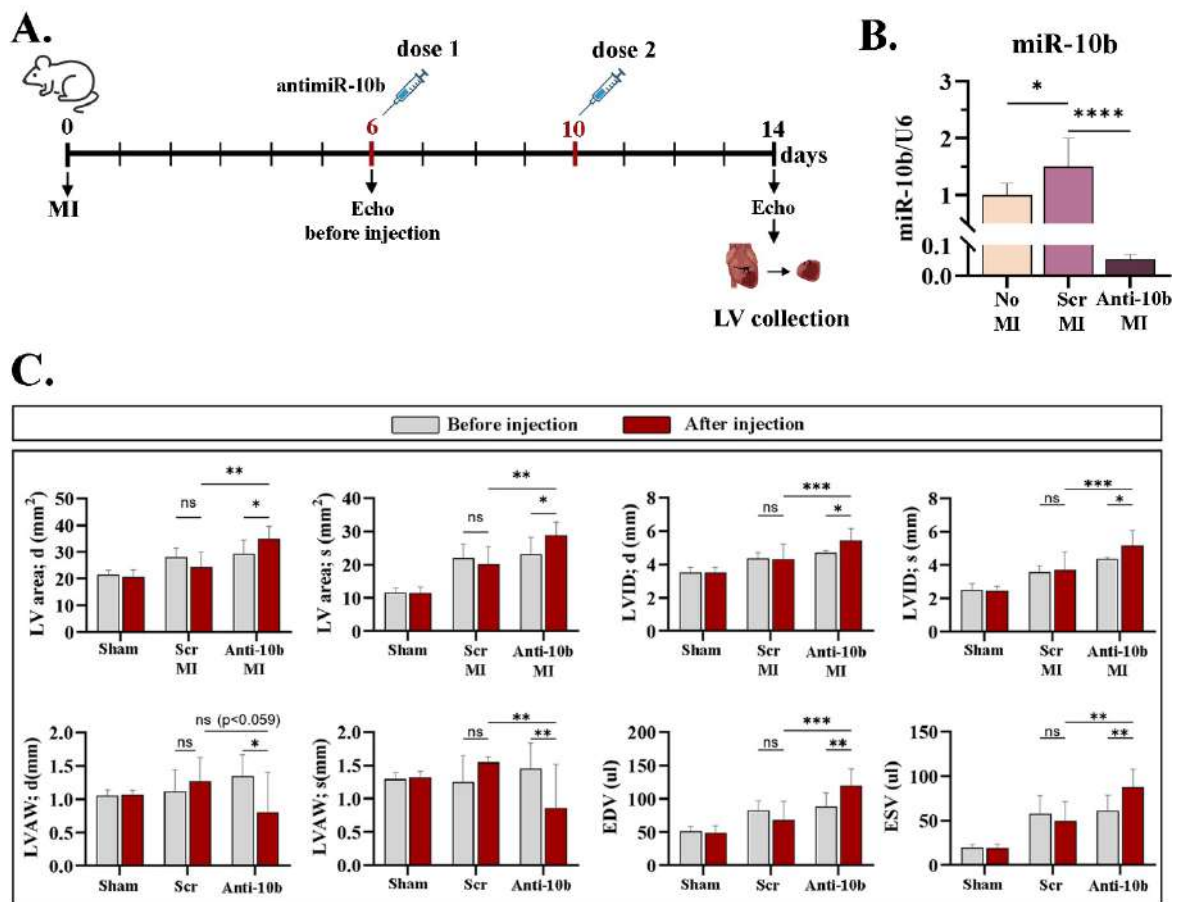 A.
dose 1
dose 2
antimiR-10b
0
6
10
14
days
MI
Echo
before injection
Echo
LV collection
B.
miR-10b
miR-10b/U6
3
2
1
0.1
0.0
*
****
No
MI
Scr
MI
Anti-10b
MI
C.
Before injection
After injection
LV area; d (mm²)
50
40
30
20
10
0
ns
*
**
Sham
Scr
MI
Anti-10b
MI
LV area; s (mm²)
40
30
20
10
0
ns
*
**
Sham
Scr
MI
Anti-10b
MI
LVID; d (mm)
8
6
4
2
0
ns
*
***
Sham
Scr
MI
Anti-10b
MI
LVID; s (mm)
8
6
4
2
0
ns
*
***
Sham
Scr
MI
Anti-10b
MI
LVAW; d(mm)
2.0
1.5
1.0
0.5
0.0
ns (p<0.059)
ns
*
Sham
Scr
Anti-10b
LVAW; s(mm)
2.0
1.5
1.0
0.5
0.0
ns
**
**
Sham
Scr
Anti-10b
EDV (ul)
200
150
100
50
0
ns
**
***
Sham
Scr
Anti-10b
ESV (ul)
150
100
50
0
ns
**
**
Sham
Scr
Anti-10b